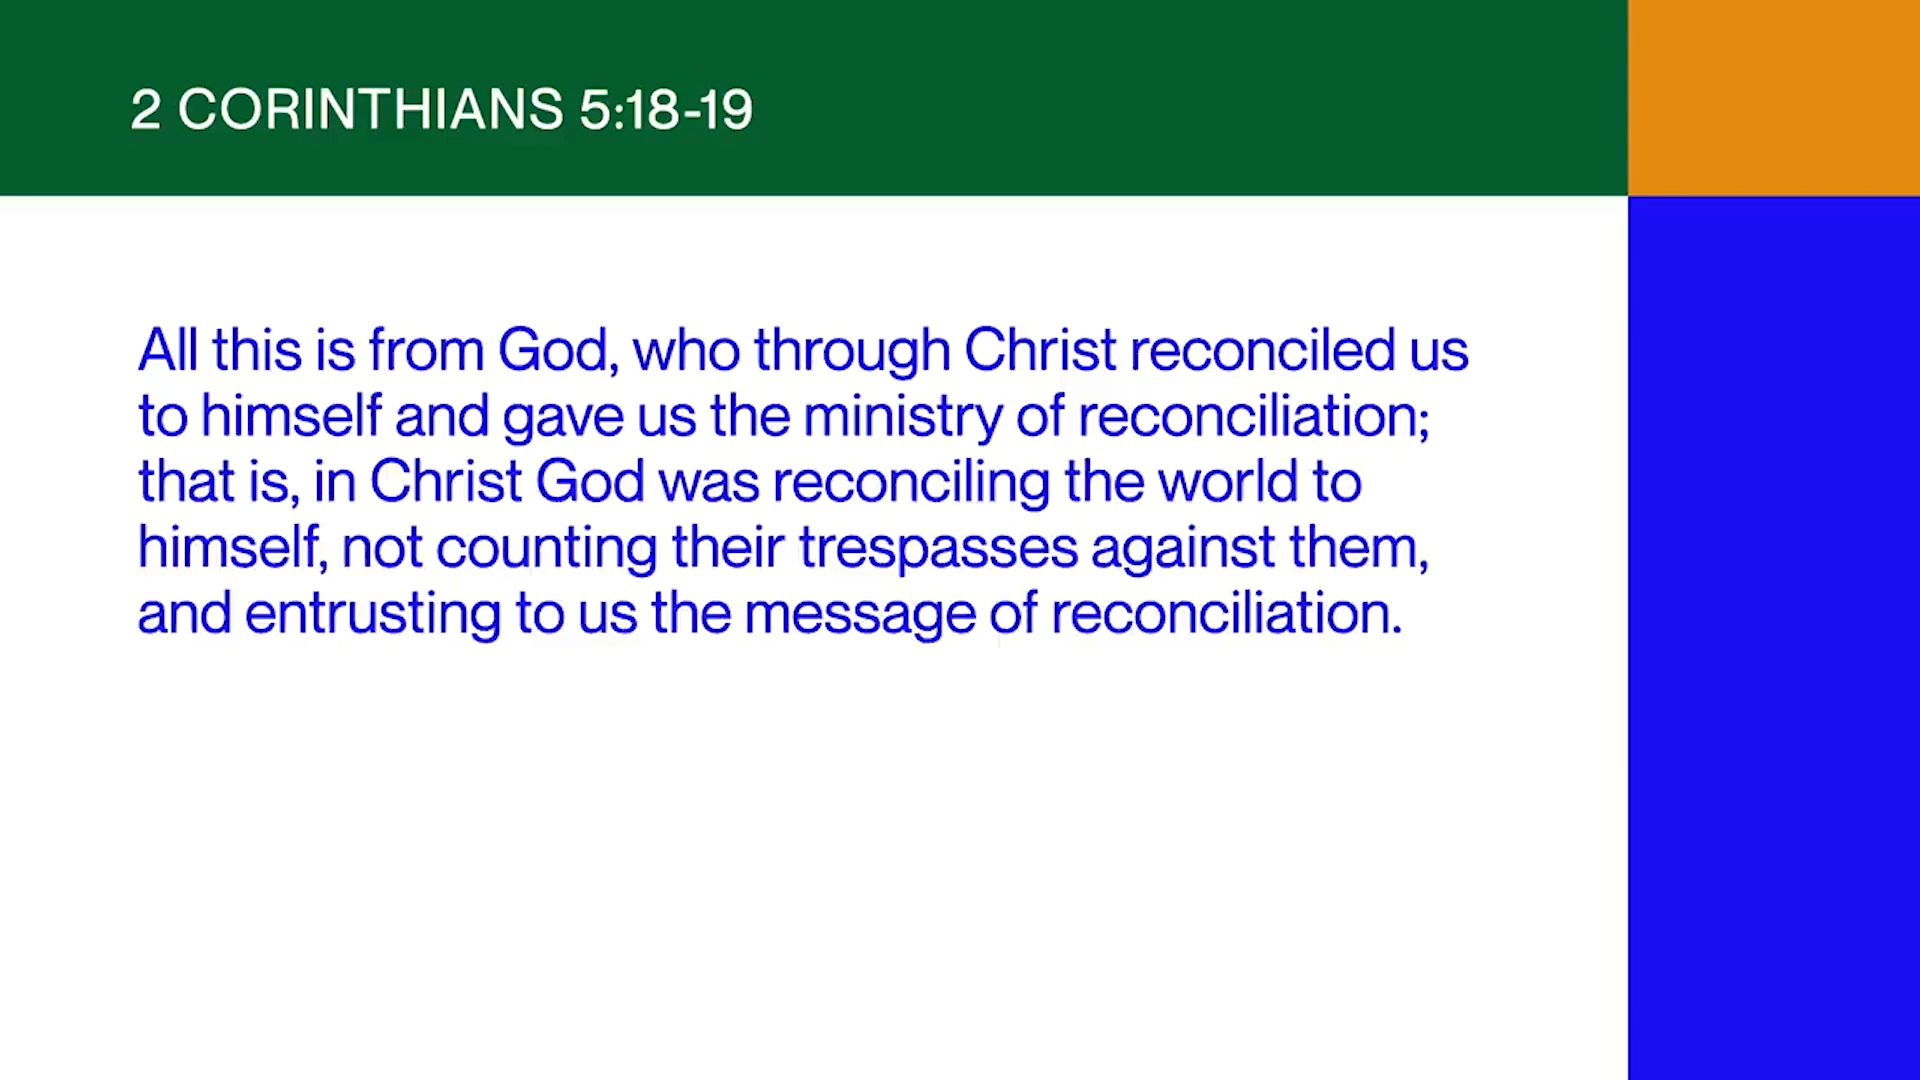 2 CORINTHIANS 5:18-19
All this is from God, who through Christ reconciled us
to himself and gave us the ministry of reconciliation;
that is, in Christ God was reconciling the world to
himself, not counting their trespasses against them,
and entrusting to us the message of reconciliation.